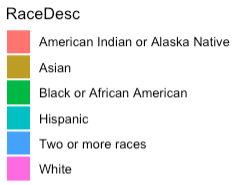 RaceDesc
American Indian or Alaska Native
Asian
Black or African American
Hispanic
Two or more races
White